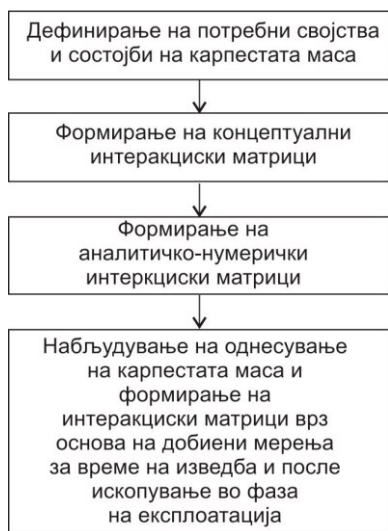 Дефинирање на потребни својства
и состојби на карпестата маса
Формирање на концептуални
интеракциски матрици
Формирање на
аналитичко-нумерички
интеркциски матрици
Набљудување на однесување
на карпестата маса и
формирање на
интеракциски матрици врз
основа на добиени мерења
за време на изведба и после
ископување во фаза
на експлоатација